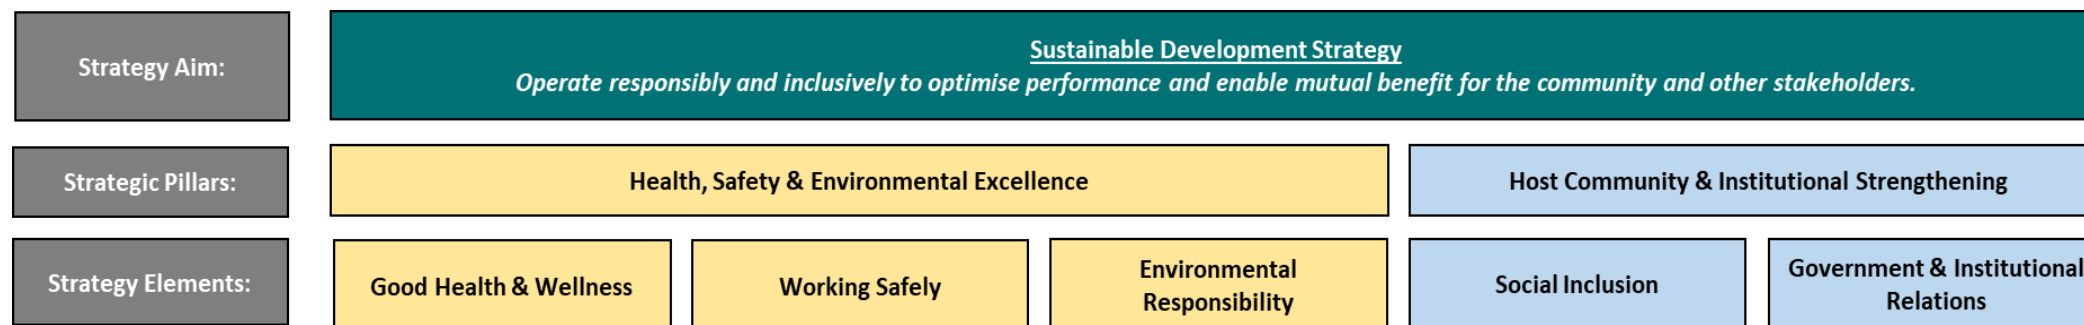 Strategy Aim:
Sustainable Development Strategy
Operate responsibly and inclusively to optimise performance and enable mutual benefit for the community and other stakeholders.
Strategic Pillars:
Health, Safety & Environmental Excellence
Host Community & Institutional Strengthening
Strategy Elements:
Good Health & Wellness
Working Safely
Environmental
Responsibility
Social Inclusion
Government & Institutional
Relations